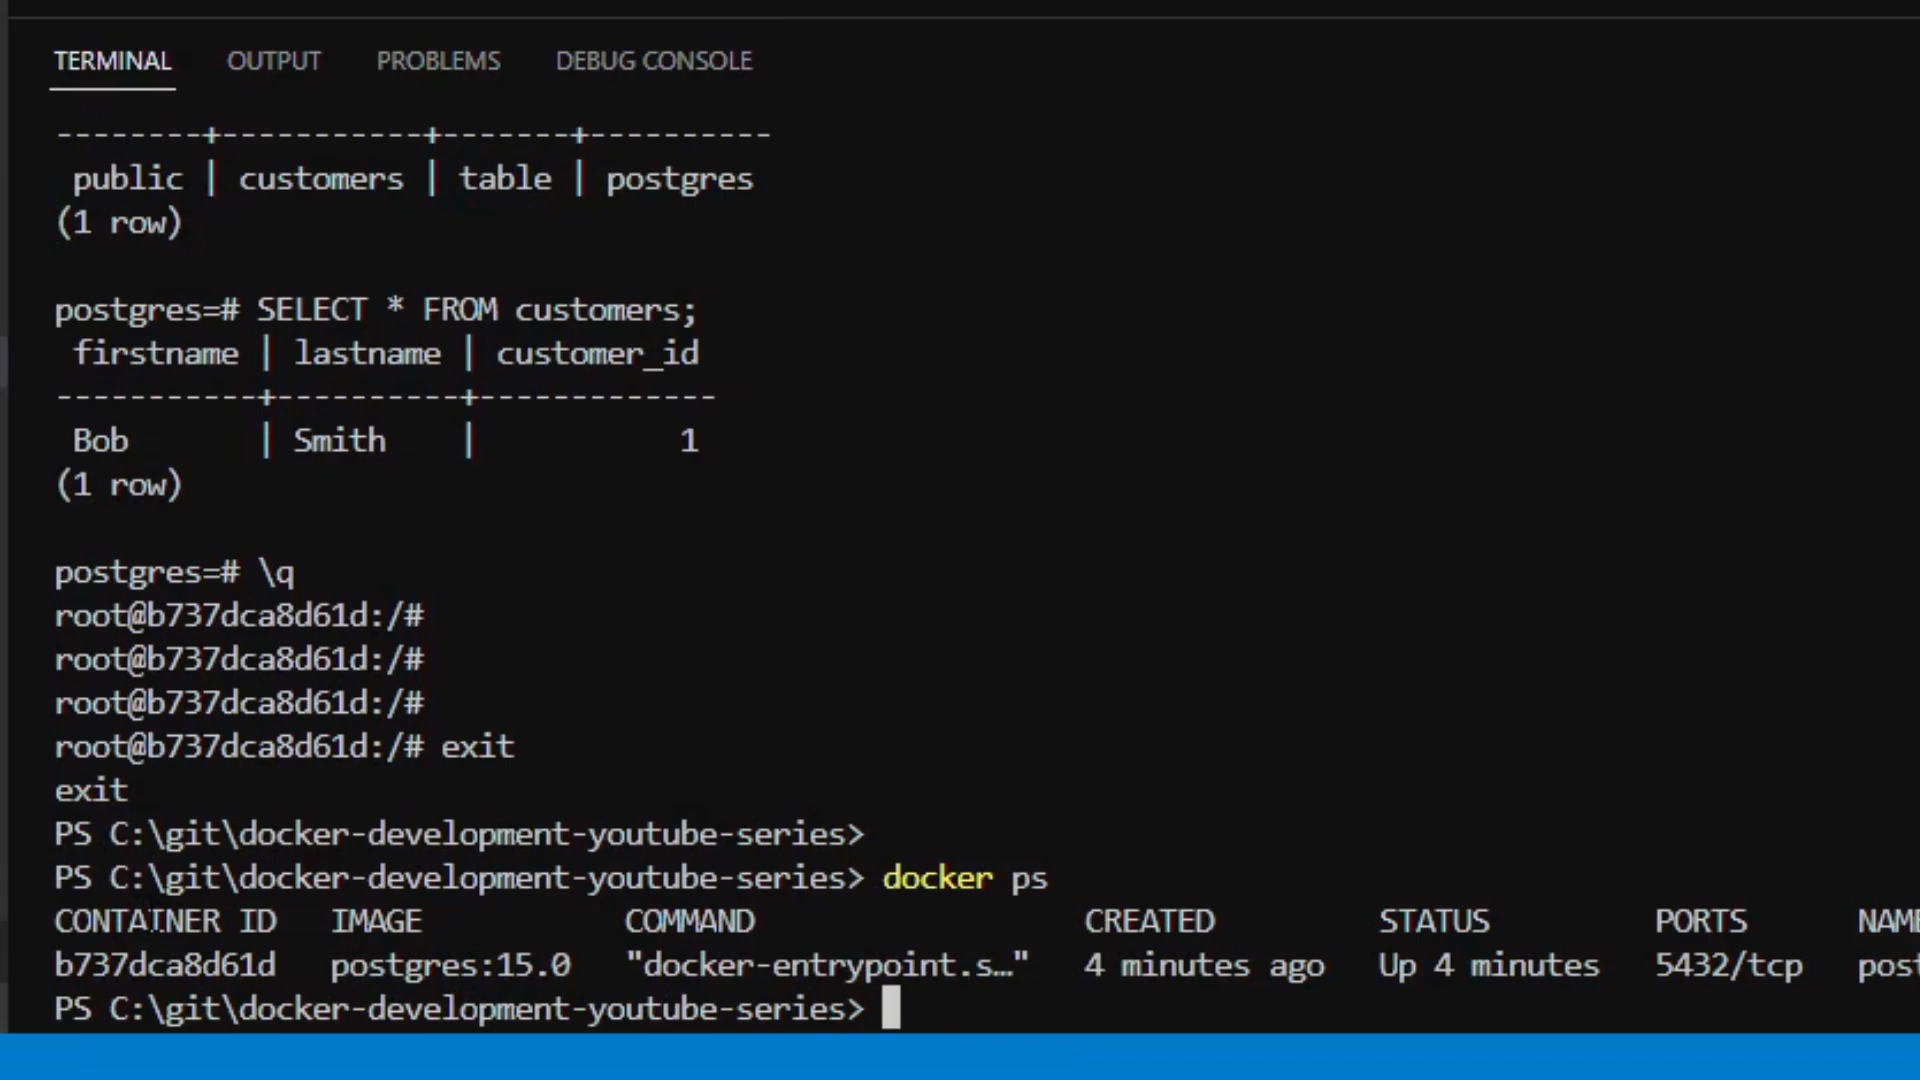 TERMINAL OUTPUT PROBLEMS DEBUG CONSOLE
--------+-----------+-------+----------
 public | customers | table | postgres
(1 row)
postgres=# SELECT * FROM customers;
 firstname | lastname | customer_id
-----------+----------+-------------
 Bob       | Smith    |           1
(1 row)
postgres=# \q
root@b737dca8d61d:/#
root@b737dca8d61d:/#
root@b737dca8d61d:/#
root@b737dca8d61d:/# exit
exit
PS C:\git\docker-development-youtube-series>
PS C:\git\docker-development-youtube-series> docker ps
CONTAINER ID   IMAGE           COMMAND                  CREATED         STATUS         PORTS      NAME
b737dca8d61d   postgres:15.0   "docker-entrypoint.s…"   4 minutes ago   Up 4 minutes   5432/tcp   post
PS C:\git\docker-development-youtube-series>